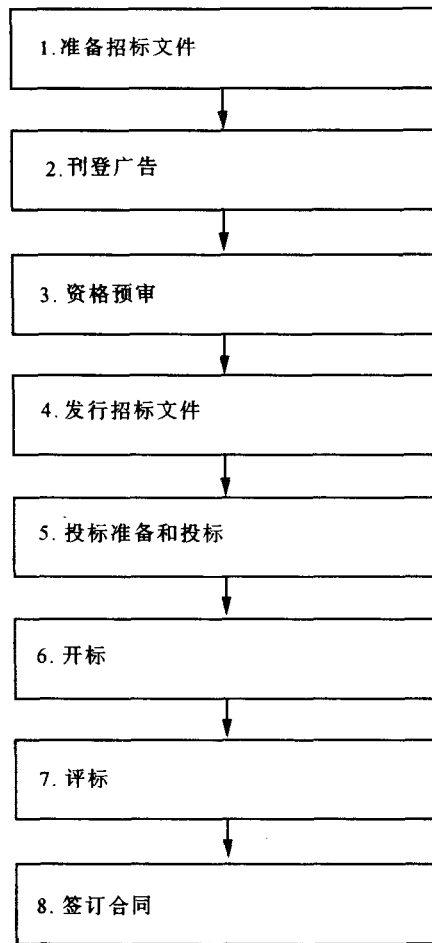 1.准备招标文件
2.刊登广告
3.资格预审
4.发行招标文件
5.投标准备和投标
6.开标
7.评标
8.签订合同